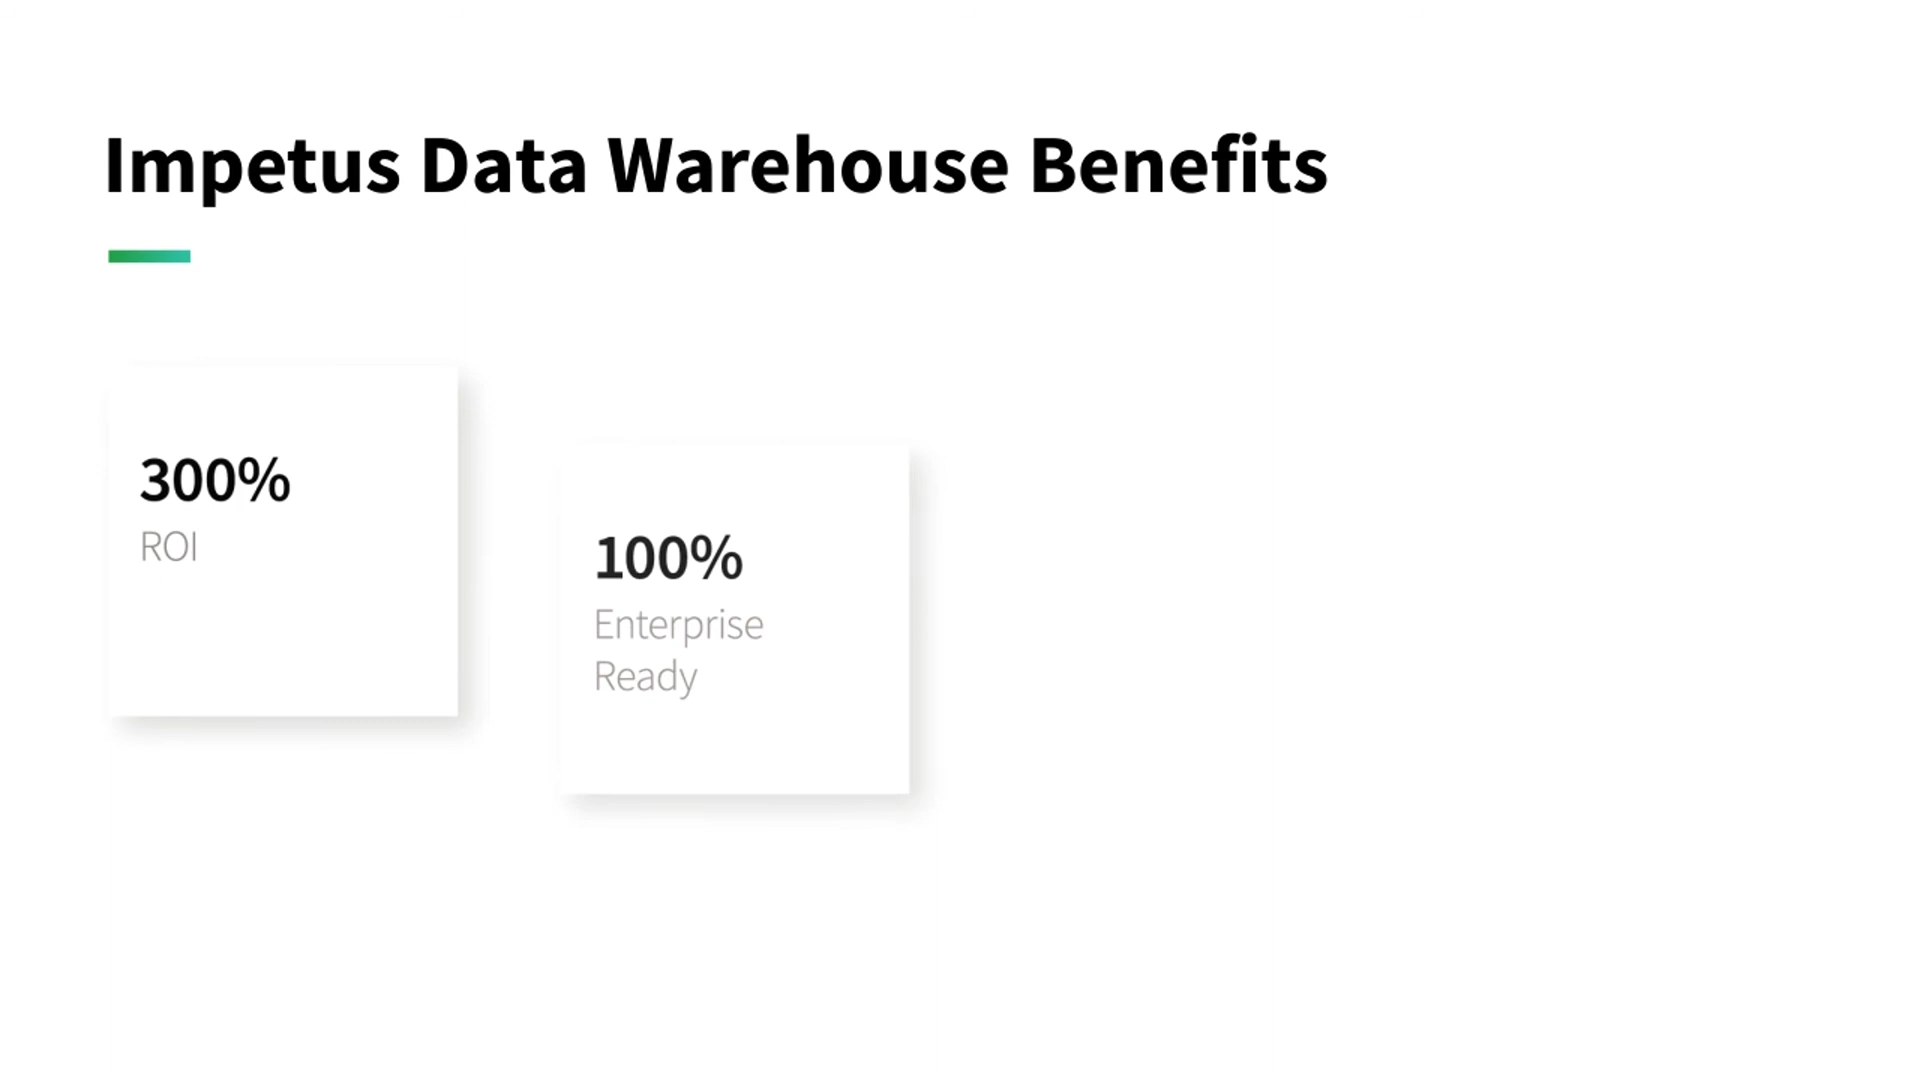 Impetus Data Warehouse Benefits
300%
ROI
100%
Enterprise
Ready